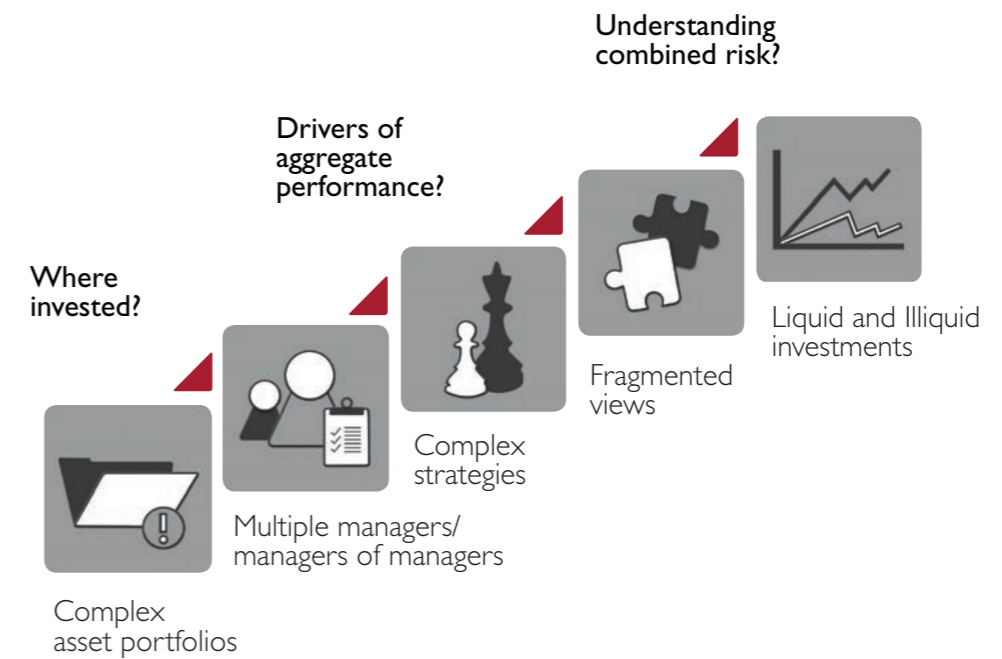 Understanding
combined risk?
Drivers of
aggregate
performance?
Where
invested?
Liquid and Illiquid
investments
Fragmented
views
Complex
strategies
Multiple managers/
managers of managers
Complex
asset portfolios